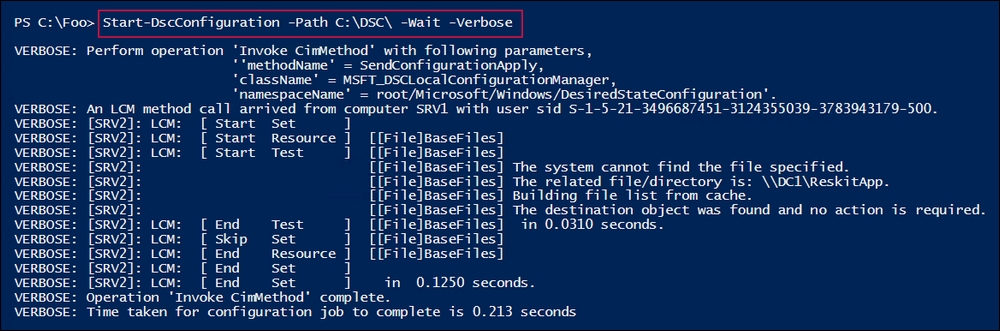 PS C:\Foo> Start-DscConfiguration -Path C:\DSC\ -Wait -Verbose
VERBOSE: Perform operation 'Invoke CimMethod' with following parameters,
''methodName' = SendConfigurationApply,
'className' = MSFT_DSCLocalConfigurationManager,
'namespaceName' = root/Microsoft/Windows/DesiredStateConfiguration'.
VERBOSE: An LCM method call arrived from computer SRV1 with user sid S-1-5-21-3496687451-3124355039-3783943179-500.
VERBOSE: [SRV2]: LCM:  [ Start  Set      ]
VERBOSE: [SRV2]: LCM:  [ Start  Resource ]  [[File]BaseFiles]
VERBOSE: [SRV2]: LCM:  [ Start  Test     ]  [[File]BaseFiles]
VERBOSE: [SRV2]:                            [[File]BaseFiles] The system cannot find the file specified.
VERBOSE: [SRV2]:                            [[File]BaseFiles] The related file/directory is: \\DC1\ReskitApp.
VERBOSE: [SRV2]:                            [[File]BaseFiles] Building file list from cache.
VERBOSE: [SRV2]:                            [[File]BaseFiles] The destination object was found and no action is required.
VERBOSE: [SRV2]: LCM:  [ End    Test     ]  [[File]BaseFiles]  in 0.0310 seconds.
VERBOSE: [SRV2]: LCM:  [ Skip   Set      ]  [[File]BaseFiles]
VERBOSE: [SRV2]: LCM:  [ End    Resource ]  [[File]BaseFiles]
VERBOSE: [SRV2]: LCM:  [ End    Set      ]
VERBOSE: [SRV2]: LCM:  [ End    Set      ]    in  0.1250 seconds.
VERBOSE: Operation 'Invoke CimMethod' complete.
VERBOSE: Time taken for configuration job to complete is 0.213 seconds